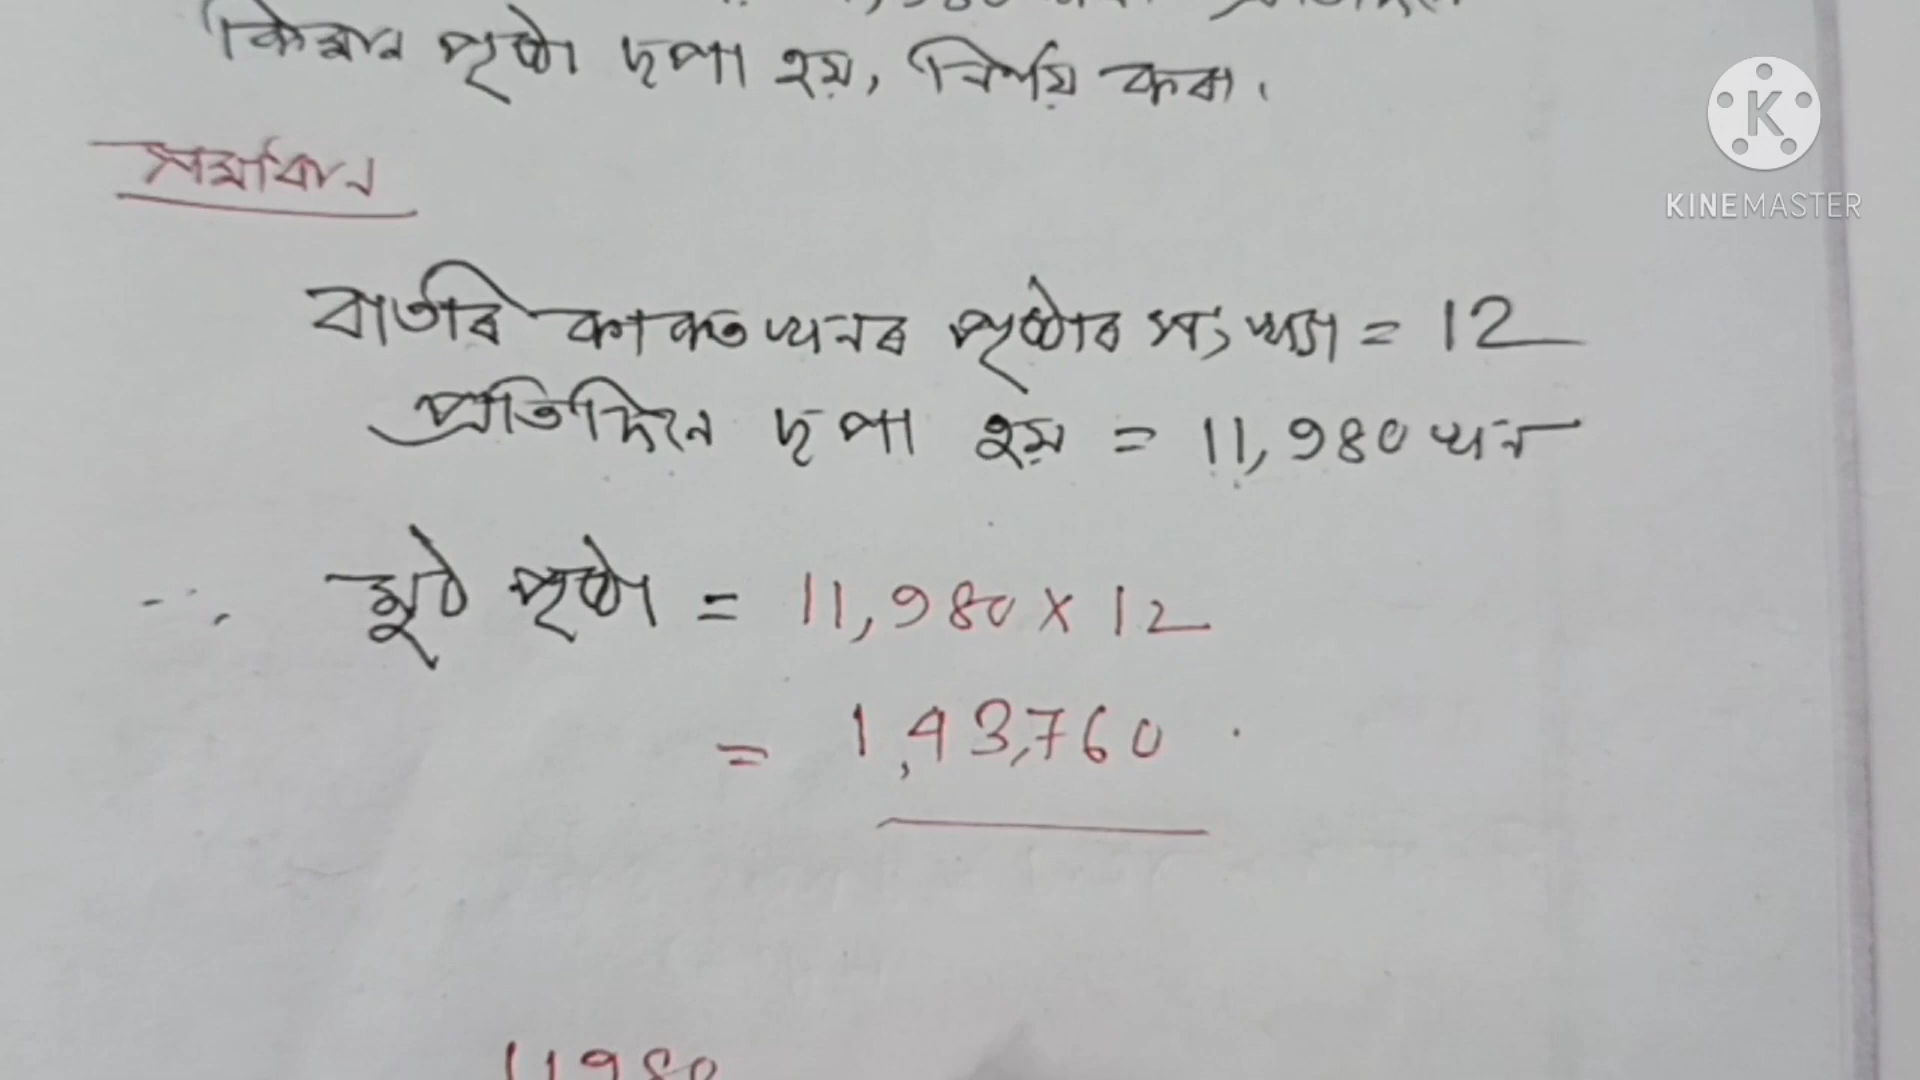 কিমান পৃষ্ঠা ছপা হয়, নিৰ্ণয় কৰা।
সমাধান
বাতৰি কাকতখনৰ পৃষ্ঠাৰ সংখ্যা = 12
প্ৰতিদিনে ছপা হয় = 11,980 খন
∴ মুঠ পৃষ্ঠা = 11,980 × 12
= 1,43,760
11980
K
KINEMASTER